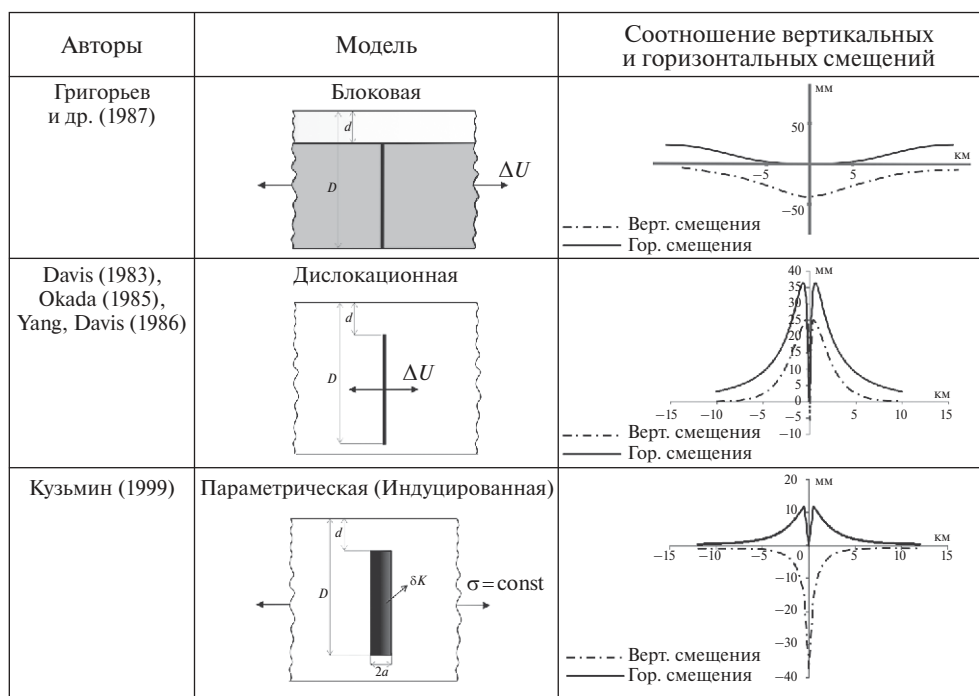 Авторы
Модель
Соотношение вертикальных
и горизонтальных смещений
Григорьев
и др. (1987)
Блоковая
d
D
ΔU
мм
50
км
−5
5
−50
Верт. смещения
Гор. смещения
Davis (1983),
Okada (1985),
Yang, Davis (1986)
Дислокационная
d
D
ΔU
40
мм
35
30
25
20
15
10
5
0
−5
−10
км
−15
−10
−5
5
10
15
Верт. смещения
Гор. смещения
Кузьмин (1999)
Параметрическая (Индуцированная)
d
D
δK
σ = const
2a
20
мм
10
км
−15
−10
−5
0
5
10
15
−10
−20
−30
−40
Верт. смещения
Гор. смещения